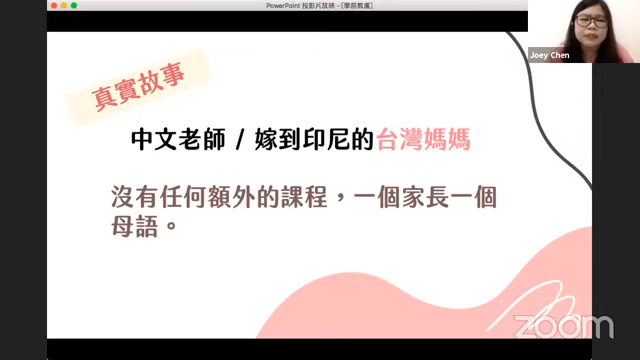 PowerPoint 投影片放映 - [畢前教案]
Joey Chen
真實故事
中文老師 / 嫁到印尼的台灣媽媽
沒有任何額外的課程，一個家長一個
母語。
zoom